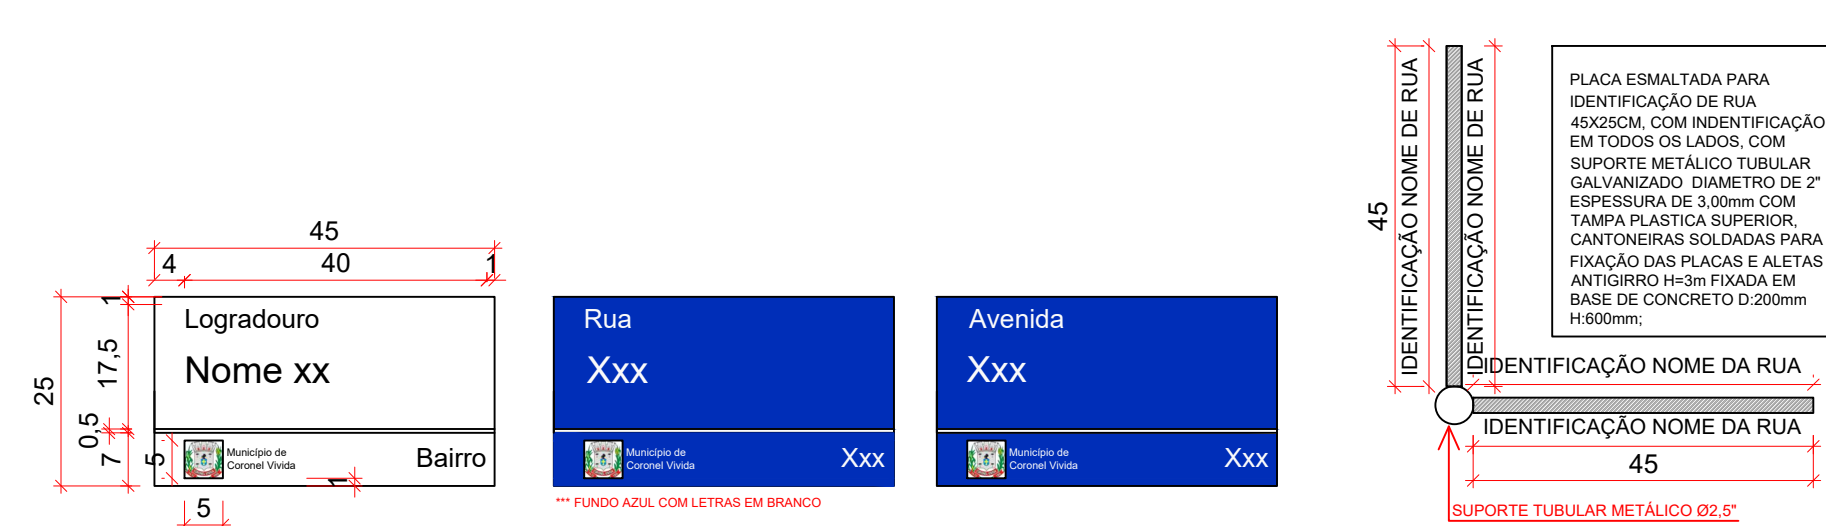 45
4
40
1
1
17,5
25
0,5
7
5
1
5
Logradouro
Nome xx
Município de
Coronel Vivida
Bairro
Rua
Xxx
Município de
Coronel Vivida
Xxx
*** FUNDO AZUL COM LETRAS EM BRANCO
Avenida
Xxx
Município de
Coronel Vivida
Xxx
45
IDENTIFICAÇÃO NOME DE RUA
IDENTIFICAÇÃO NOME DE RUA
PLACA ESMALTADA PARA
IDENTIFICAÇÃO DE RUA
45X25CM, COM INDENTIFICAÇÃO
EM TODOS OS LADOS, COM
SUPORTE METÁLICO TUBULAR
GALVANIZADO DIAMETRO DE 2"
ESPESSURA DE 3,00mm COM
TAMPA PLASTICA SUPERIOR,
CANTONEIRAS SOLDADAS PARA
FIXAÇÃO DAS PLACAS E ALETAS
ANTIGIRRO H=3m FIXADA EM
BASE DE CONCRETO D:200mm
H:600mm;
IDENTIFICAÇÃO NOME DA RUA
IDENTIFICAÇÃO NOME DA RUA
45
SUPORTE TUBULAR METÁLICO Ø2,5"